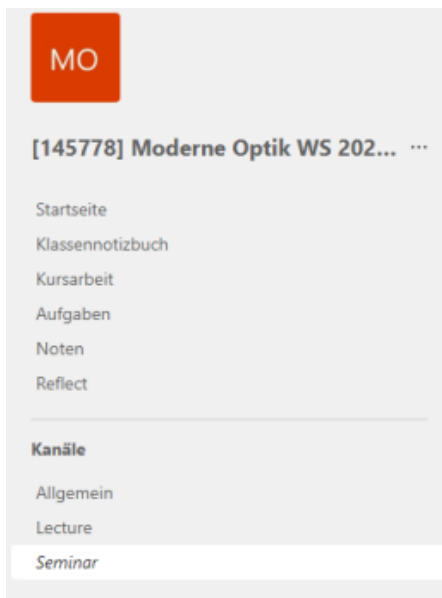 MO
[145778] Moderne Optik WS 202... ...
Startseite
Klassennotizbuch
Kursarbeit
Aufgaben
Noten
Reflect
Kanäle
Allgemein
Lecture
Seminar